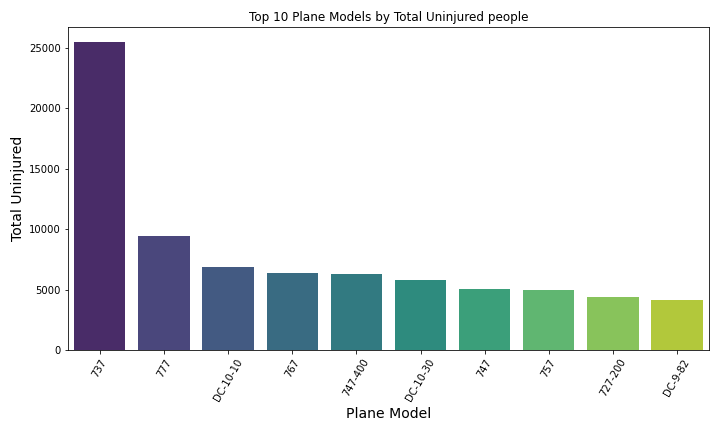 Top 10 Plane Models by Total Uninjured people
Total Uninjured
25000
20000
15000
10000
5000
0
737
777
DC-10-10
767
747-400
DC-10-30
747
757
727-200
DC-9-82
Plane Model